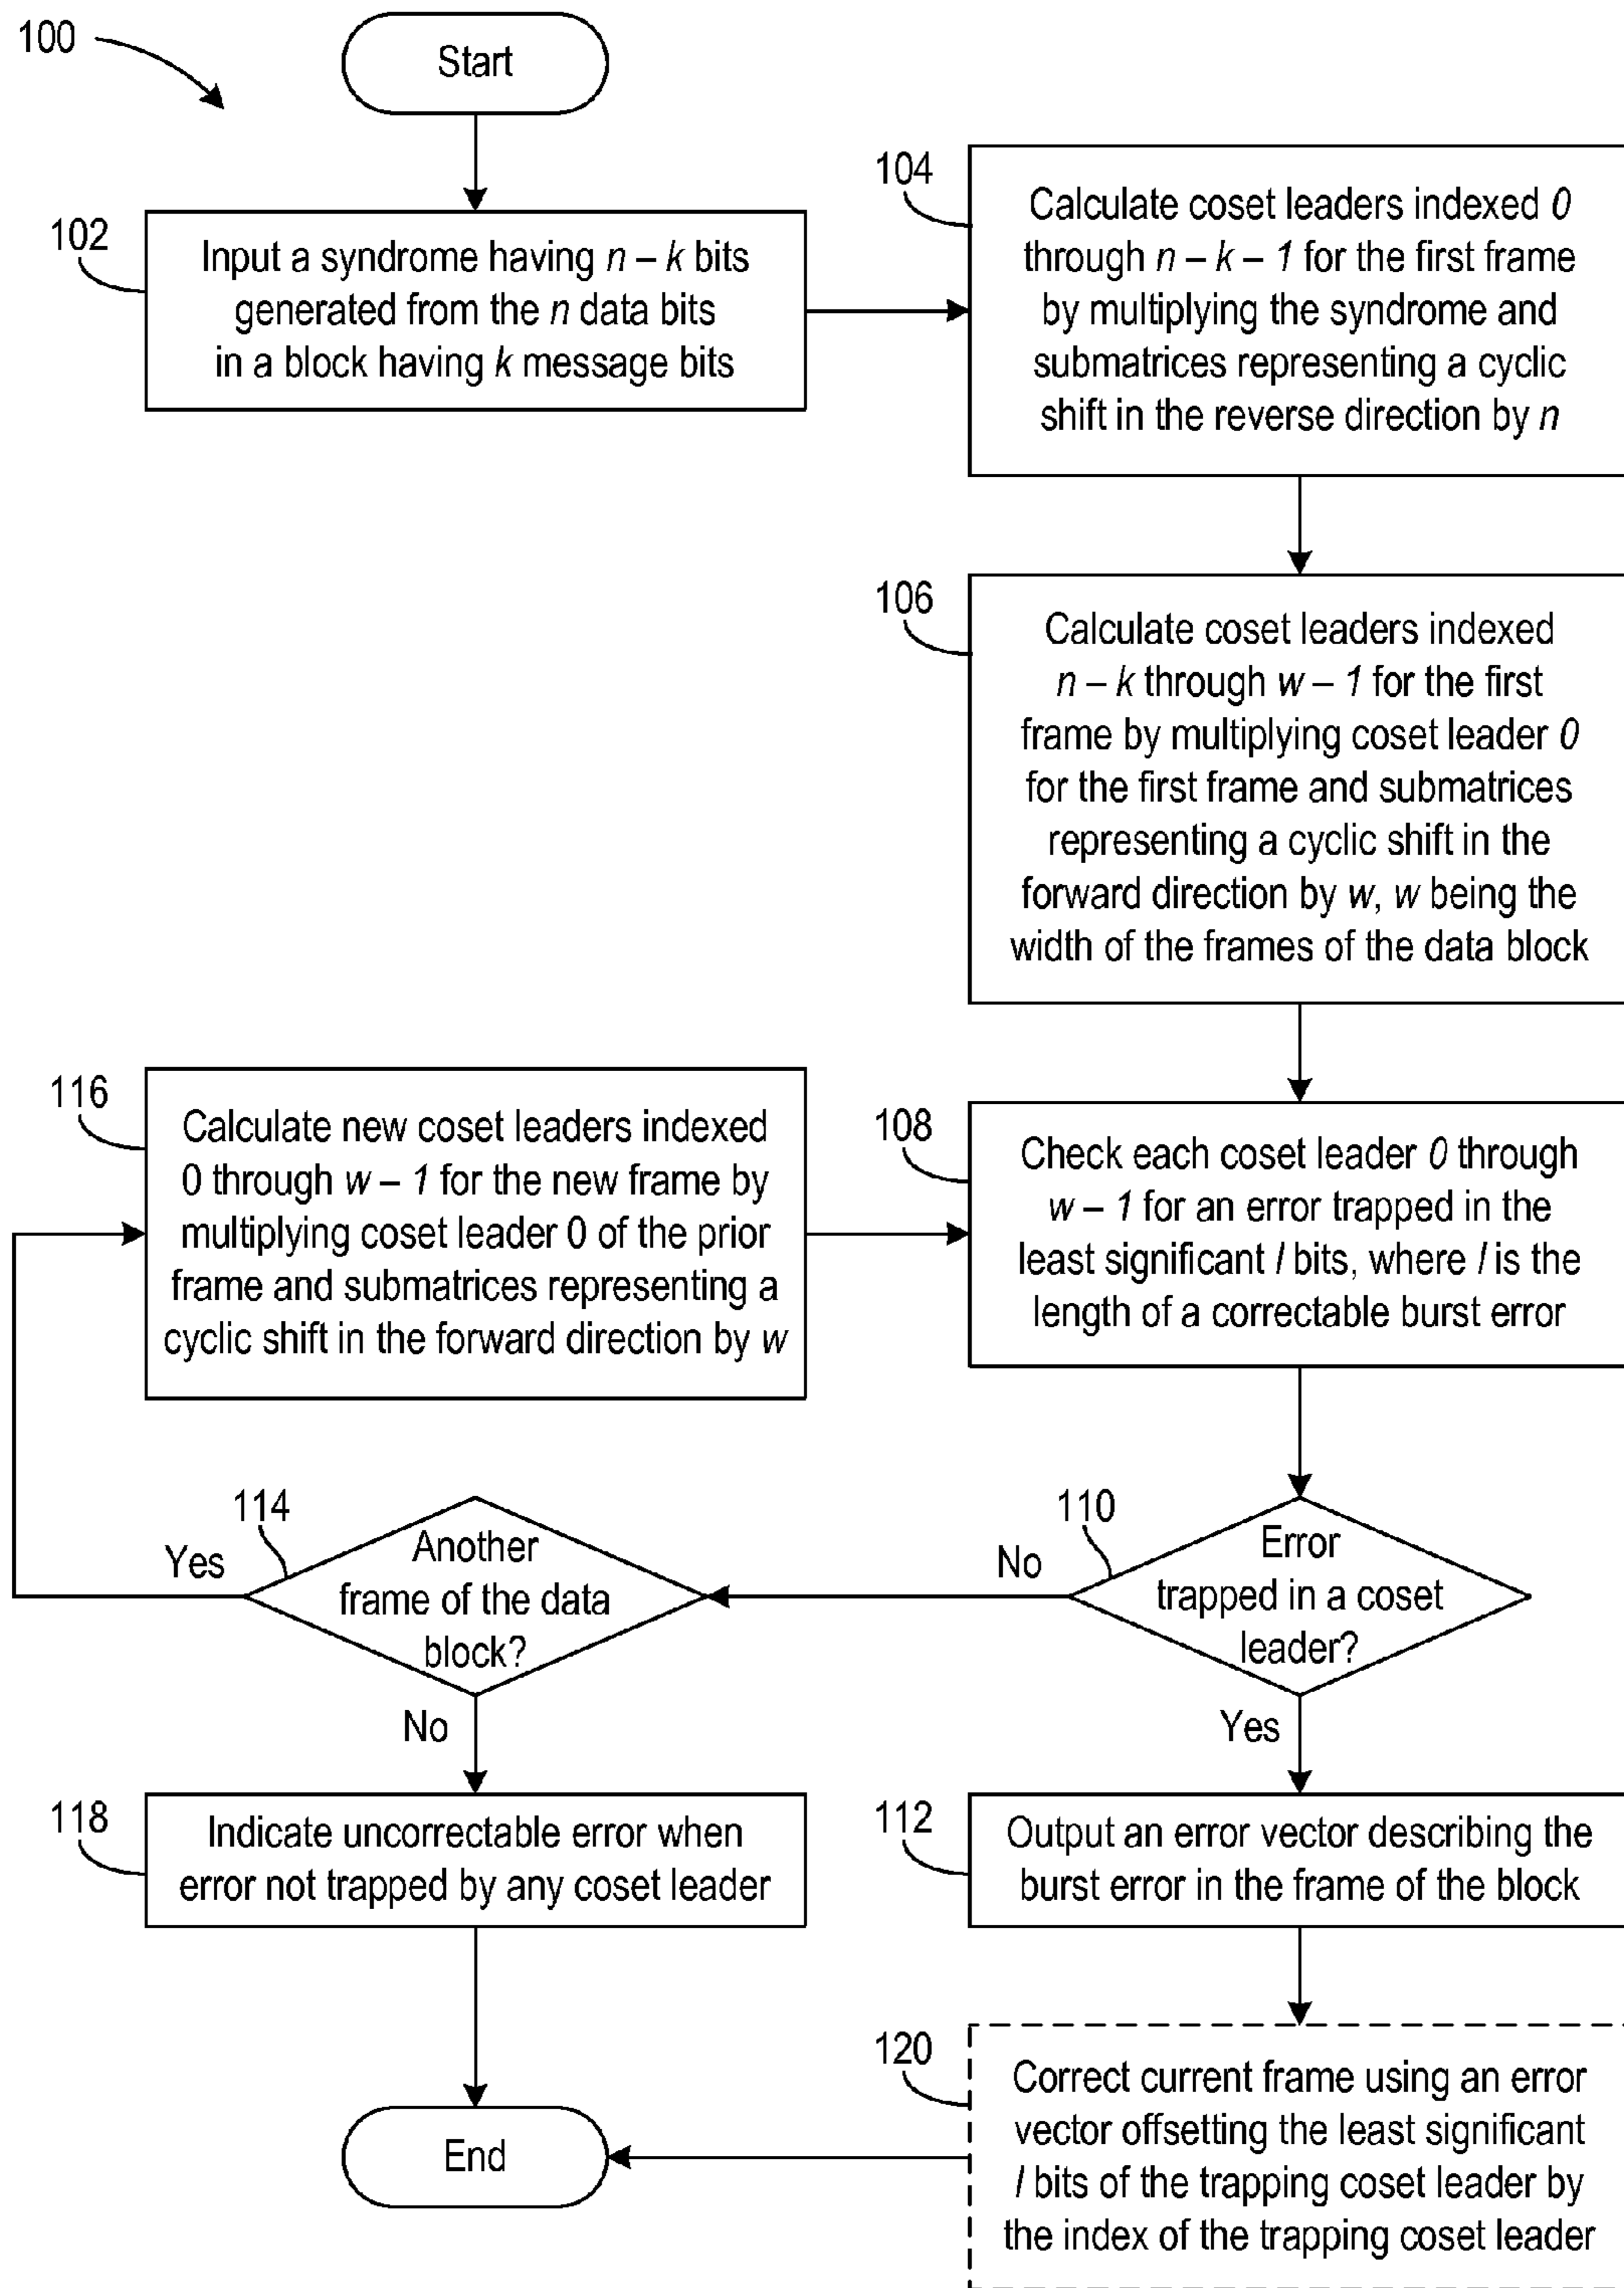 100
Start
102
Input a syndrome having n – k bits
generated from the n data bits
in a block having k message bits
104
Calculate coset leaders indexed 0
through n – k – 1 for the first frame
by multiplying the syndrome and
submatrices representing a cyclic
shift in the reverse direction by n
106
Calculate coset leaders indexed
n – k through w – 1 for the first
frame by multiplying coset leader 0
for the first frame and submatrices
representing a cyclic shift in the
forward direction by w, w being the
width of the frames of the data block
116
Calculate new coset leaders indexed
0 through w – 1 for the new frame by
multiplying coset leader 0 of the prior
frame and submatrices representing a
cyclic shift in the forward direction by w
108
Check each coset leader 0 through
w – 1 for an error trapped in the
least significant l bits, where l is the
length of a correctable burst error
114
Another
frame of the data
block?
Yes
No
110
Error
trapped in a coset
leader?
No
Yes
118
Indicate uncorrectable error when
error not trapped by any coset leader
112
Output an error vector describing the
burst error in the frame of the block
120
Correct current frame using an error
vector offsetting the least significant
l bits of the trapping coset leader by
the index of the trapping coset leader
End